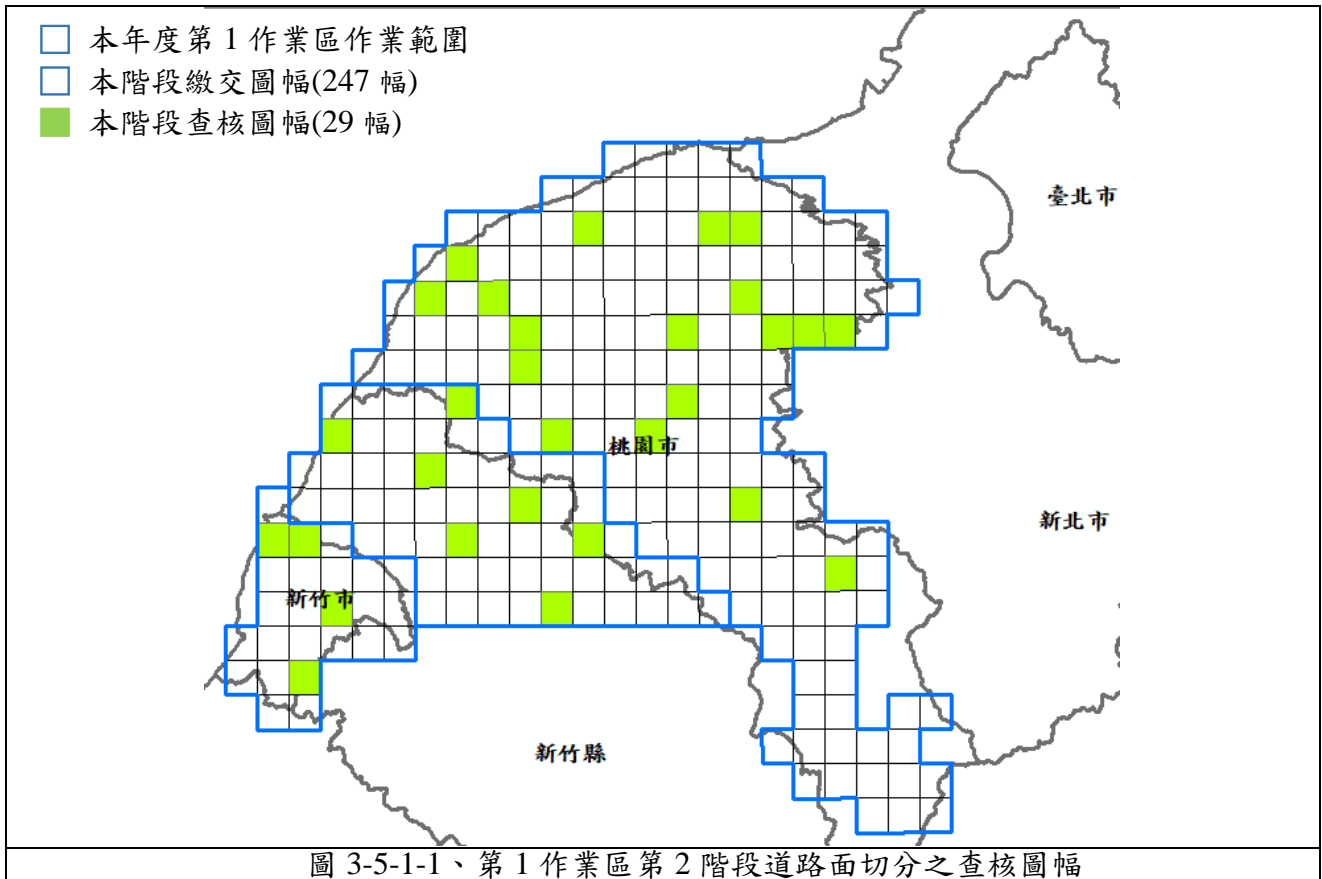 本年度第 1 作業區作業範圍
本階段繳交圖幅(247 幅)
本階段查核圖幅(29 幅)
臺北市
桃園市
新北市
新竹市
新竹縣
圖 3-5-1-1、第 1 作業區第 2 階段道路面切分之查核圖幅